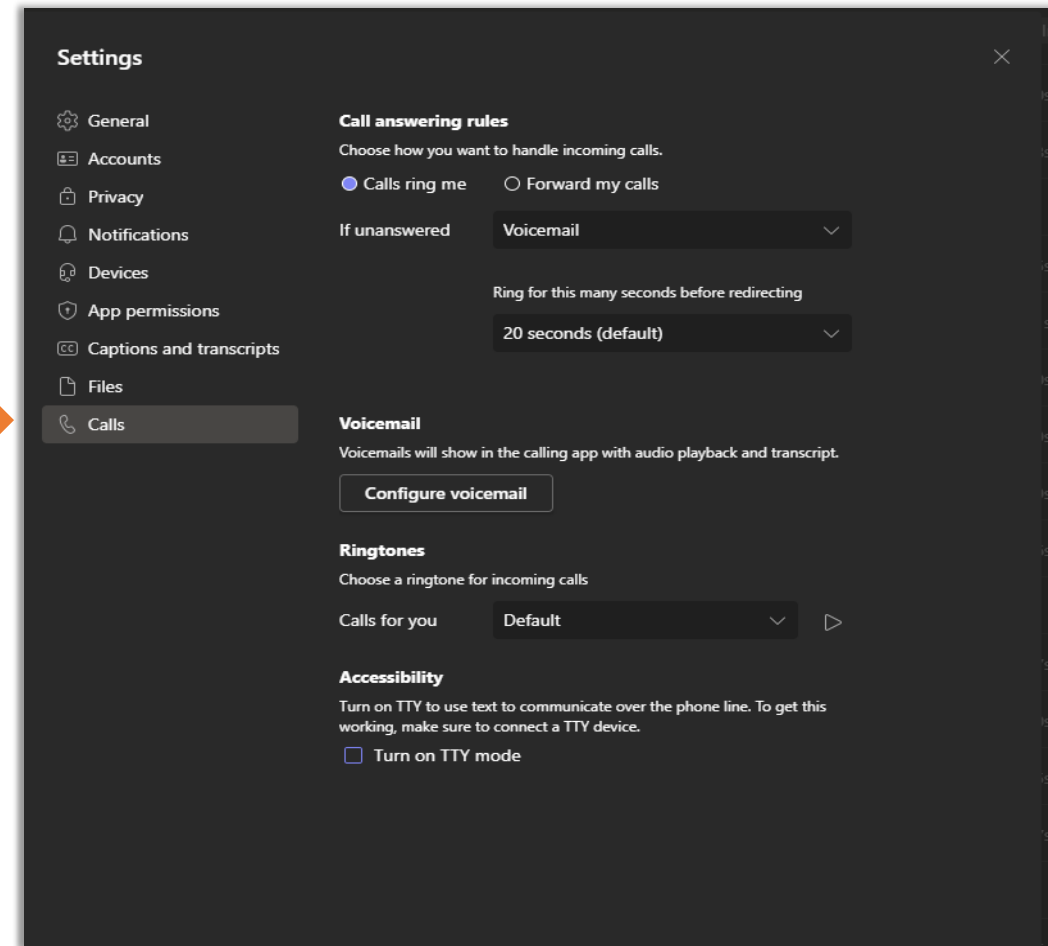 Settings
General
Accounts
Privacy
Notifications
Devices
App permissions
CC Captions and transcripts
Files
Calls
Call answering rules
Choose how you want to handle incoming calls.
Calls ring me Forward my calls
If unanswered Voicemail
Ring for this many seconds before redirecting
20 seconds (default)
Voicemail
Voicemails will show in the calling app with audio playback and transcript.
Configure voicemail
Ringtones
Choose a ringtone for incoming calls
Calls for you Default
Accessibility
Turn on TTY to use text to communicate over the phone line. To get this
working, make sure to connect a TTY device.
Turn on TTY mode